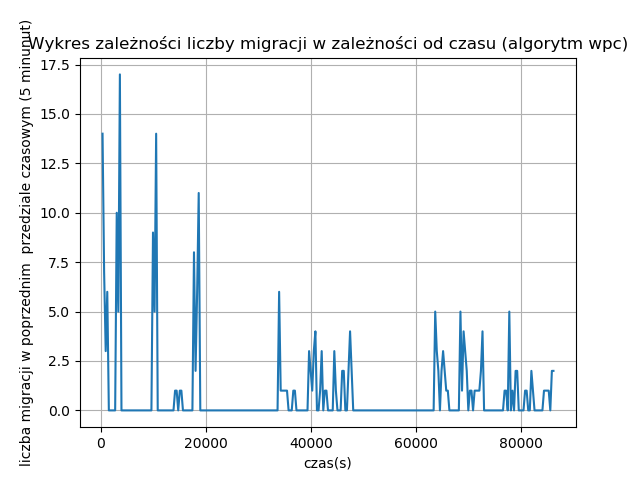 Wykres zależności liczby migracji w zależności od czasu (algorytm wpc)
liczba migracji w poprzednim  przedziale czasowym (5 minunut)
17.5
15.0
12.5
10.0
7.5
5.0
2.5
0.0
0 20000 40000 60000 80000
czas(s)